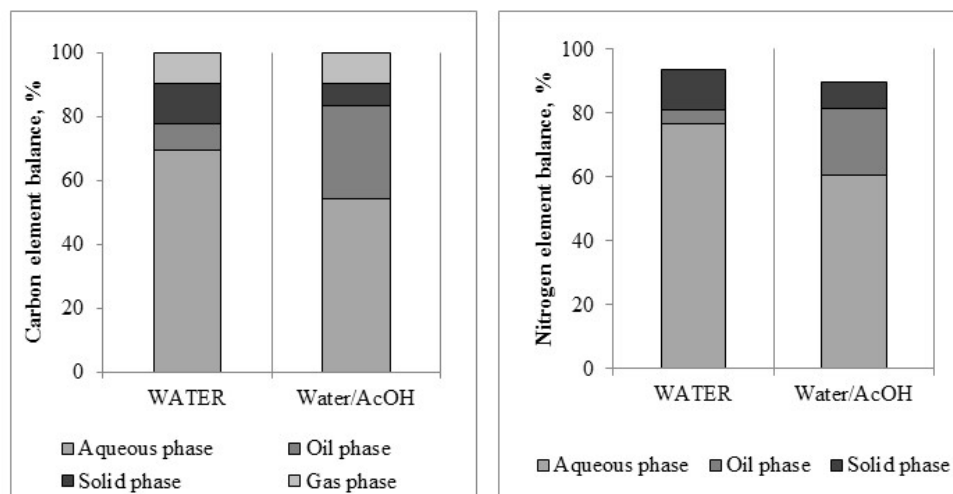 Carbon element balance, %
100
80
60
40
20
0
WATER Water/AcOH
Aqueous phase Oil phase
Solid phase Gas phase
Nitrogen element balance, %
100
80
60
40
20
0
WATER Water/AcOH
Aqueous phase Oil phase Solid phase